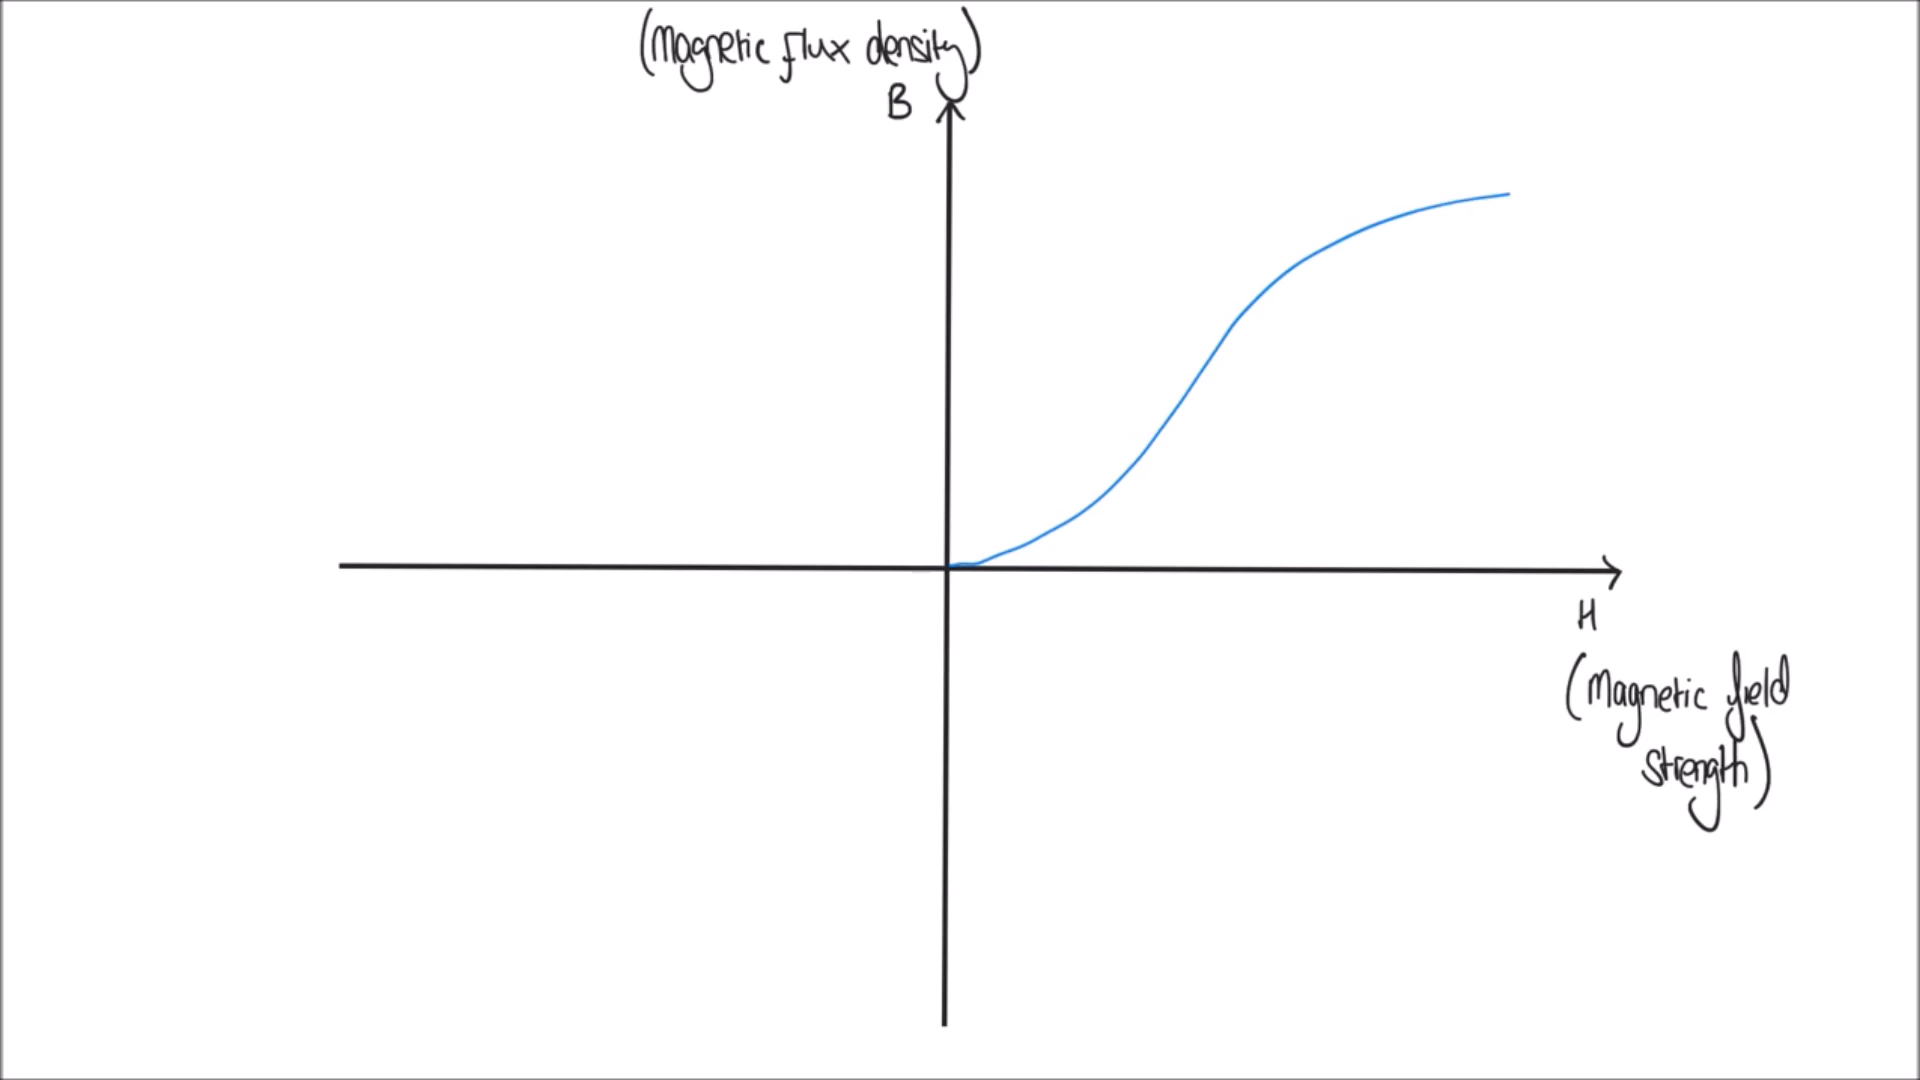 (Magnetic flux density)
B
H
(Magnetic field
strength)